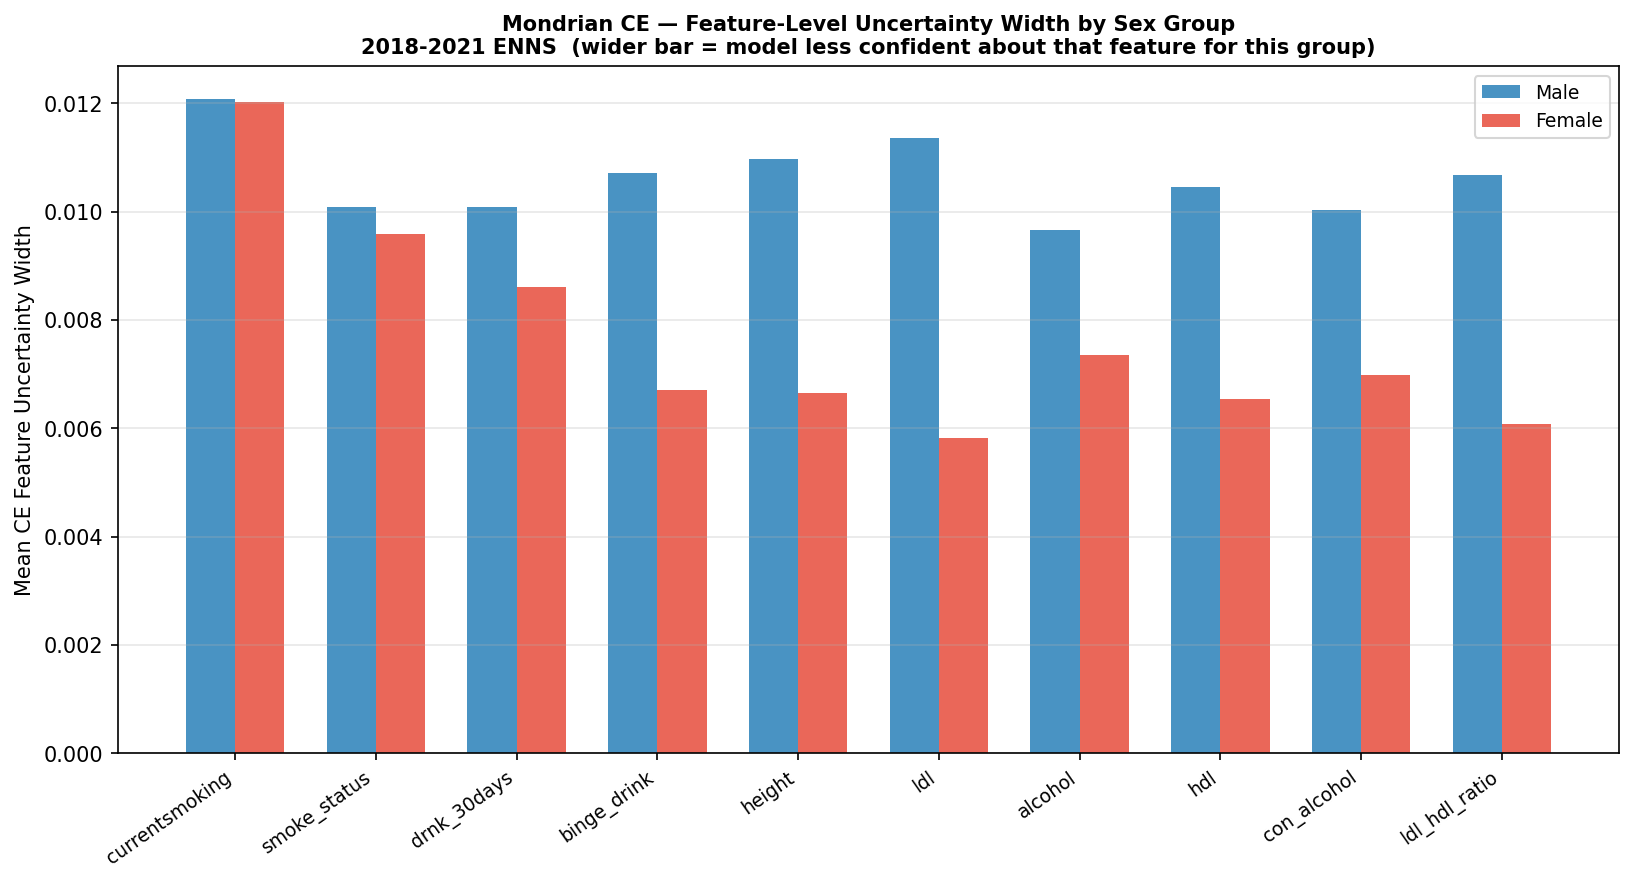 Mondrian CE — Feature-Level Uncertainty Width by Sex Group
2018-2021 ENNS  (wider bar = model less confident about that feature for this group)
Male
Female
Mean CE Feature Uncertainty Width
0.012
0.010
0.008
0.006
0.004
0.002
0.000
currentsmoking
smoke_status
drnk_30days
binge_drink
height
ldl
alcohol
hdl
con_alcohol
ldl_hdl_ratio